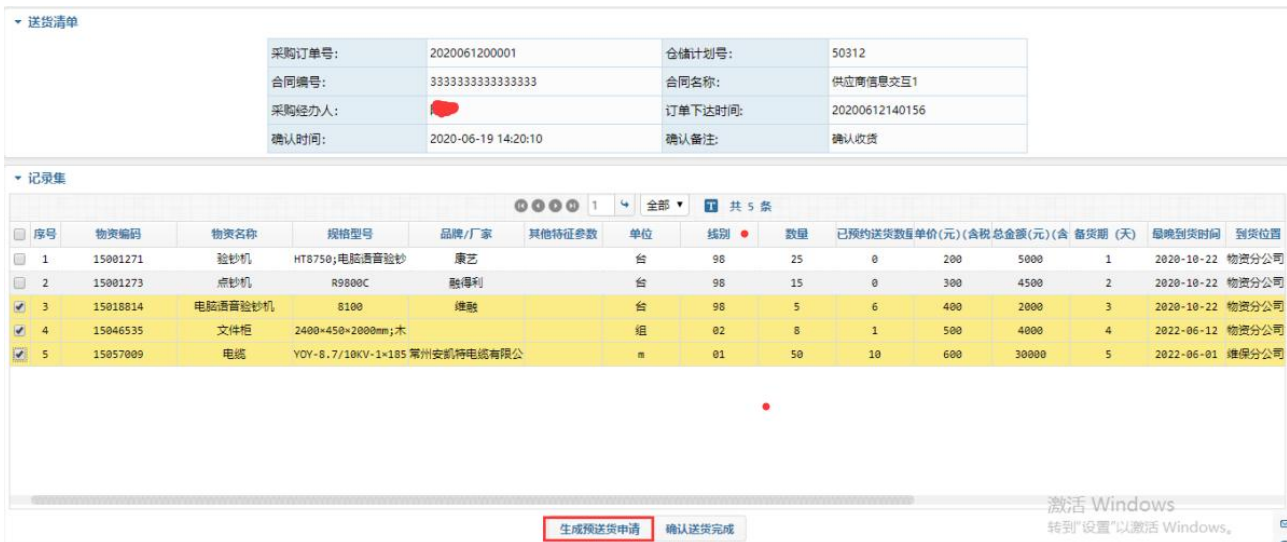 送货清单
采购订单号: 2020061200001 仓储计划号: 50312
合同编号: 3333333333333333 合同名称: 供应商信息交互1
采购经办人: 订单下达时间: 20200612140156
确认时间: 2020-06-19 14:20:10 确认备注: 确认收货
记录集
1 全部 T 共 5 条
序号 物资编码 物资名称 规格型号 品牌/厂家 其他特征参数 单位 线别 数量 已预约送货数量 单价(元)(含税 总金额(元)(含 备货期 (天) 最晚到货时间 到货位置
1 15001271 验钞机 HT8750;电脑语音验钞 康艺 台 98 25 0 200 5000 1 2020-10-22 物资分公司
2 15001273 点钞机 R9800C 融得利 台 98 15 0 300 4500 2 2020-10-22 物资分公司
3 15018814 电脑语音验钞机 8100 维融 台 98 5 6 400 2000 3 2020-10-22 物资分公司
4 15046535 文件柜 2400×450×2000mm;木 组 02 8 1 500 4000 4 2022-06-12 物资分公司
5 15057009 电缆 YOY-8.7/10KV-1×185 常州安凯特电缆有限公 m 01 50 10 600 30000 5 2022-06-01 维保分公司
生成预送货申请 确认送货完成
激活 Windows
转到"设置"以激活 Windows。